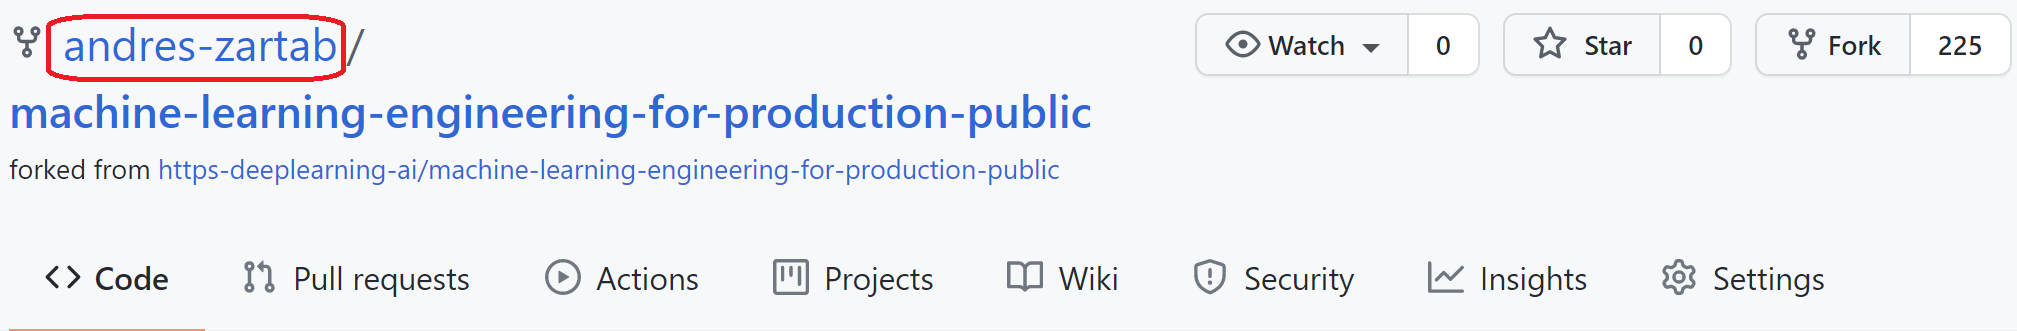 andres-zartab/ Watch 0 Star 0 Fork 225
machine-learning-engineering-for-production-public
forked from https-deeplearning-ai/machine-learning-engineering-for-production-public
Code Pull requests Actions Projects Wiki Security Insights Settings